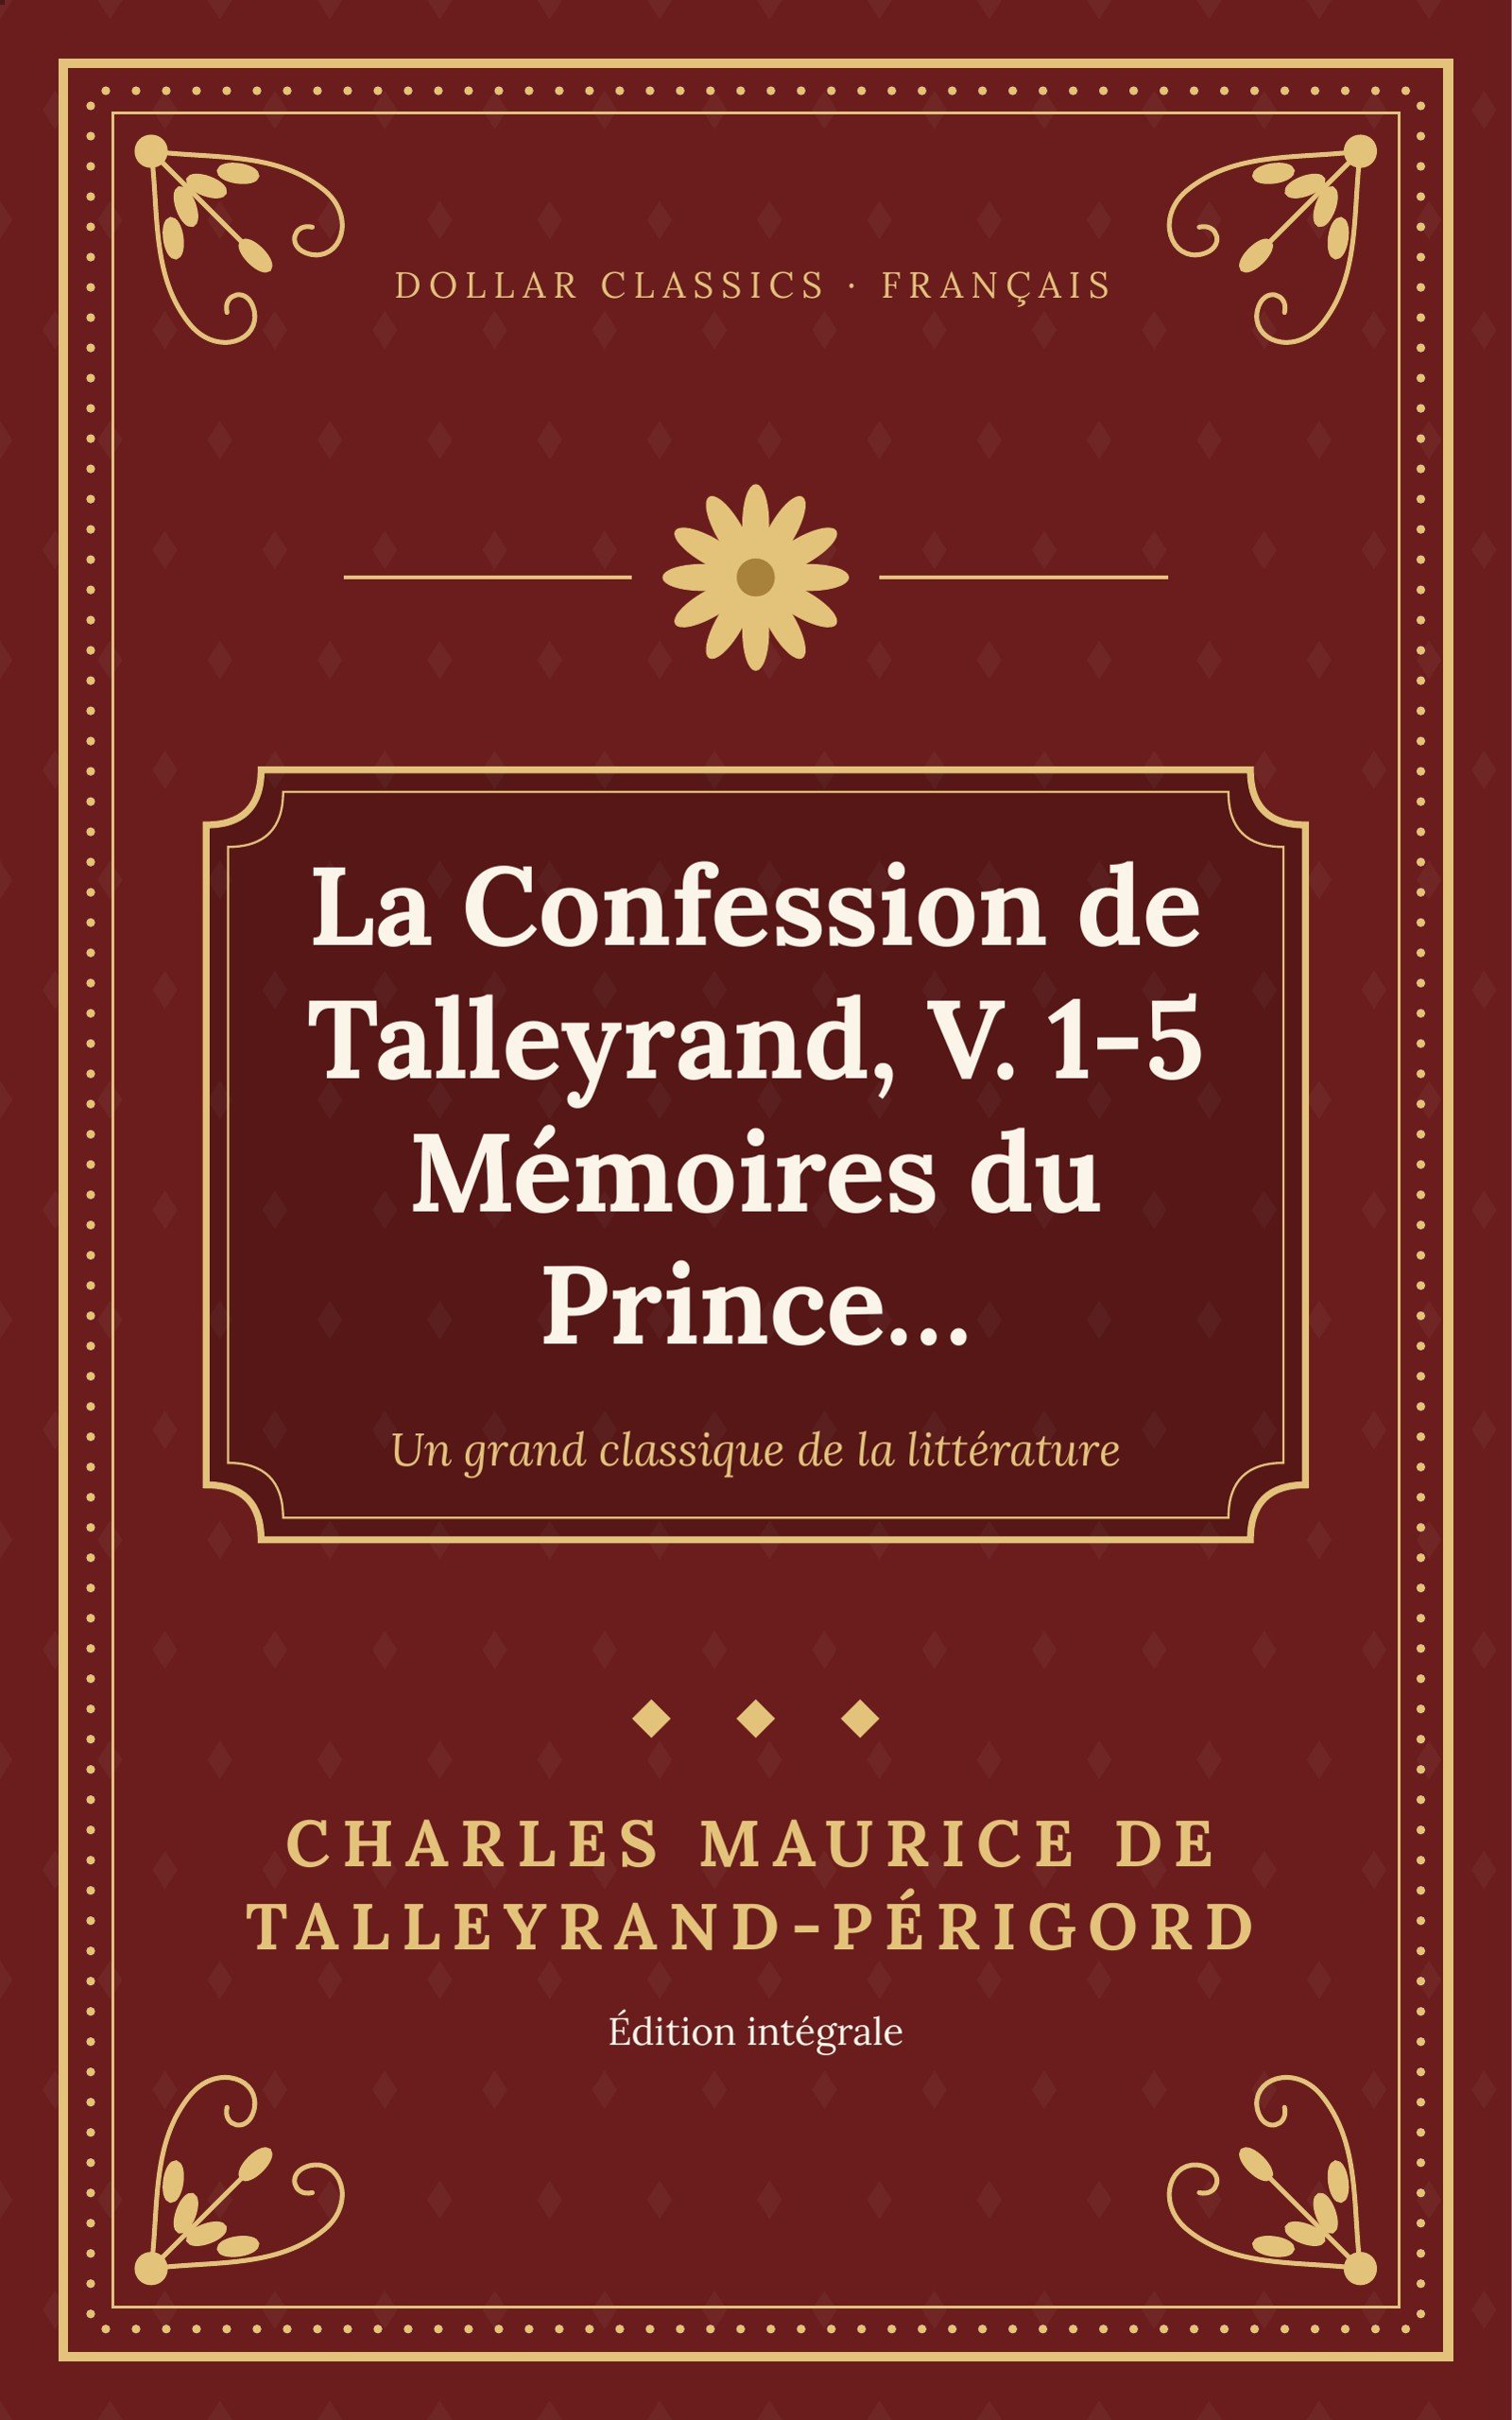 DOLLAR CLASSICS · FRANÇAIS
La Confession de
Talleyrand, V. 1-5
Mémoires du
Prince...
Un grand classique de la littérature
CHARLES MAURICE DE
TALLEYRAND-PÉRIGORD
Édition intégrale